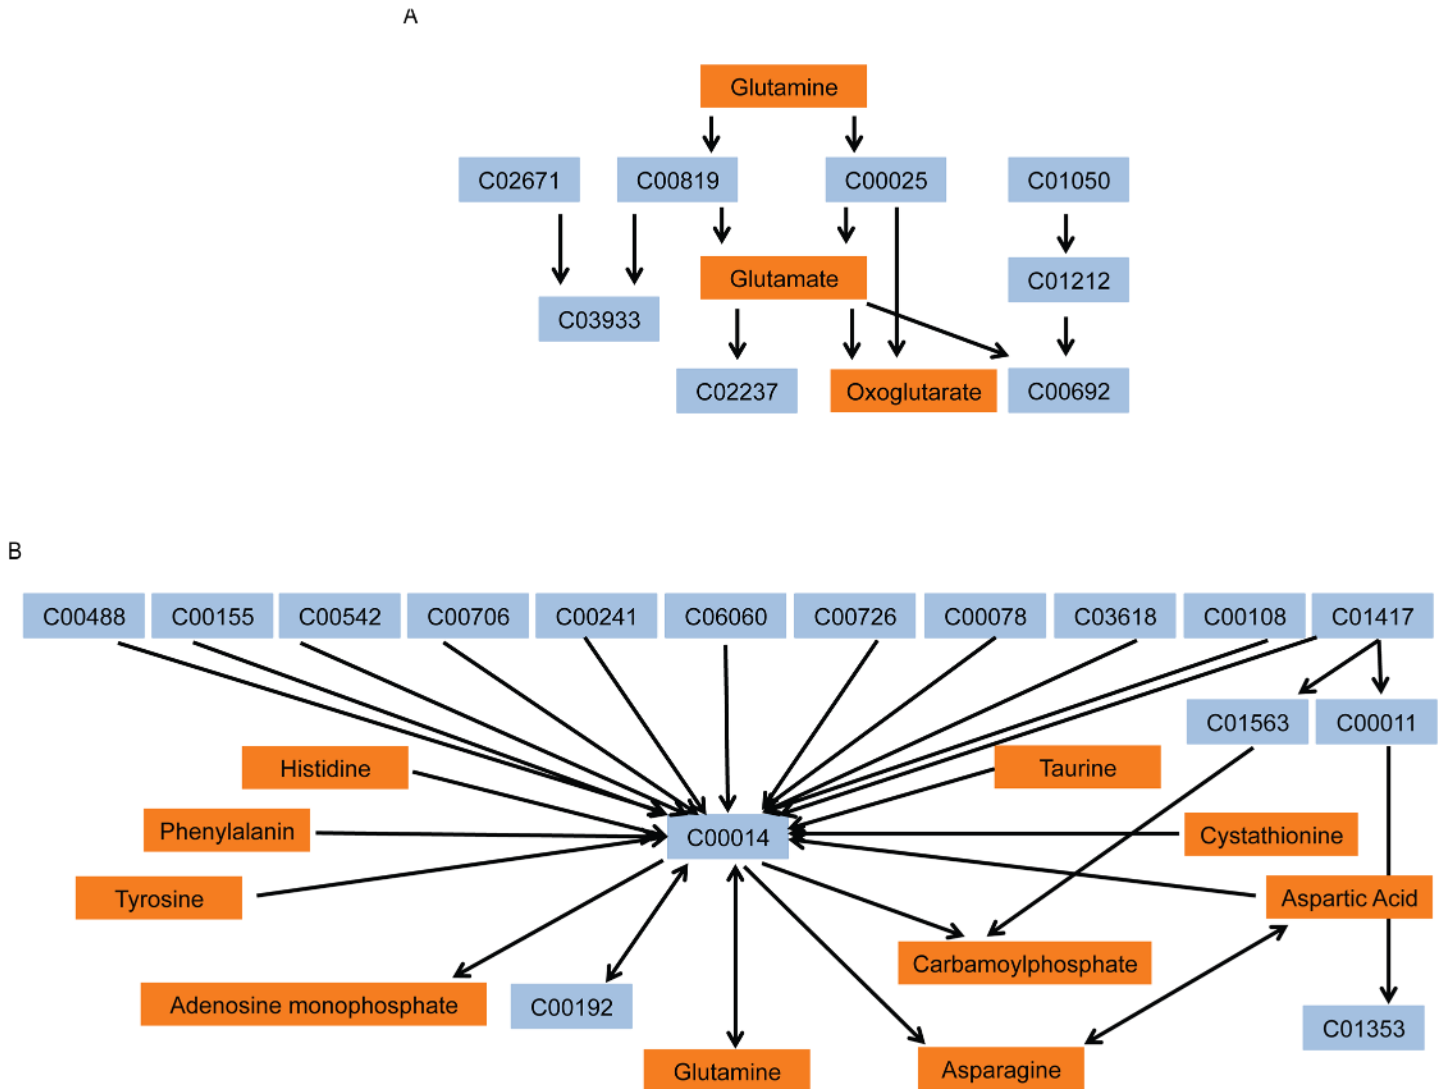 A
Glutamine
C02671
C00819
C00025
C01050
Glutamate
C01212
C03933
C02237
Oxoglutarate
C00692
B
C00488
C00155
C00542
C00706
C00241
C06060
C00726
C00078
C03618
C00108
C01417
C01563
C00011
Histidine
Taurine
Phenylalanin
C00014
Cystathionine
Tyrosine
Aspartic Acid
Carbamoylphosphate
Adenosine monophosphate
C00192
C01353
Glutamine
Asparagine